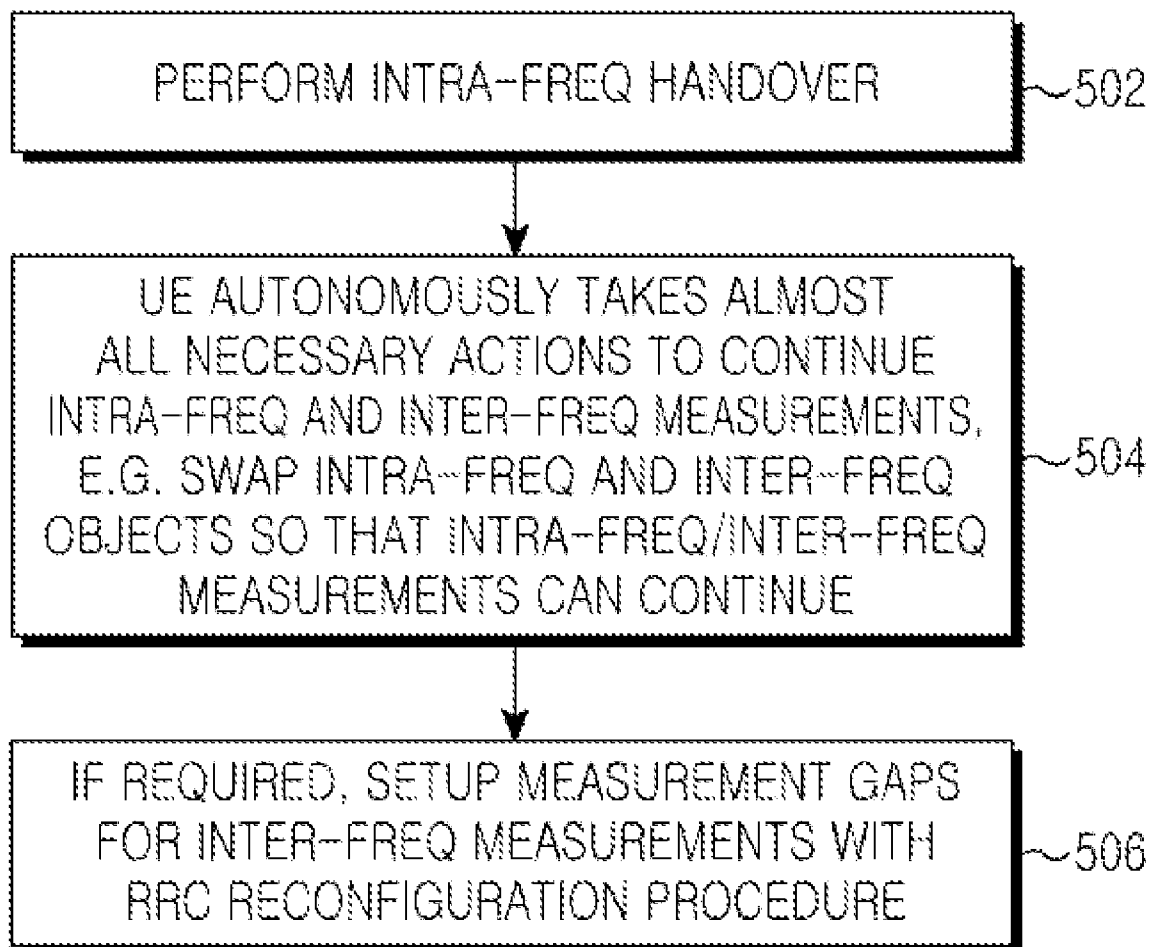 PERFORM INTRA-FREQ HANDOVER
502
UE AUTONOMOUSLY TAKES ALMOST
ALL NECESSARY ACTIONS TO CONTINUE
INTRA-FREQ AND INTER-FREQ MEASUREMENTS,
E.G. SWAP INTRA-FREQ AND INTER-FREQ
OBJECTS SO THAT INTRA-FREQ/INTER-FREQ
MEASUREMENTS CAN CONTINUE
504
IF REQUIRED, SETUP MEASUREMENT GAPS
FOR INTER-FREQ MEASUREMENTS WITH
RRC RECONFIGURATION PROCEDURE
506